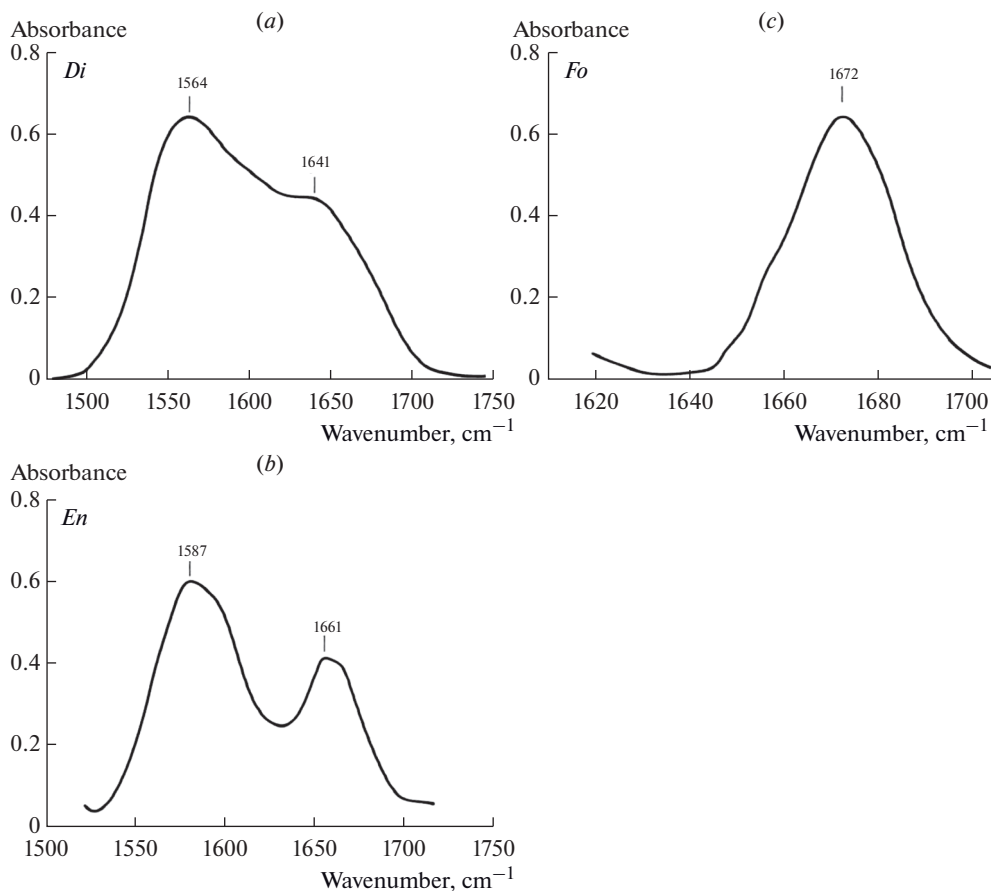 (a)
Absorbance
0.8
Di
1564
0.6
1641
0.4
0.2
0
1500 1550 1600 1650 1700 1750
Wavenumber, cm−1
(c)
Absorbance
0.8
Fo
1672
0.6
0.4
0.2
0
1620 1640 1660 1680 1700
Wavenumber, cm−1
(b)
Absorbance
0.8
En
1587
0.6
1661
0.4
0.2
0
1500 1550 1600 1650 1700 1750
Wavenumber, cm−1